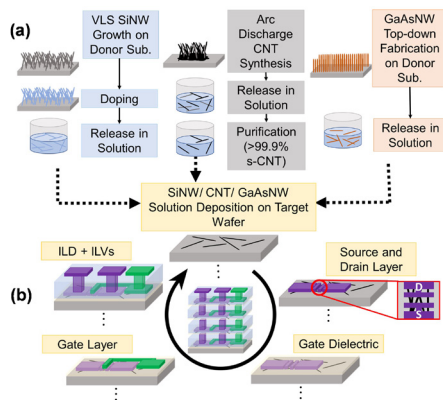 (a)
VLS SiNW
Growth on
Donor Sub.
Doping
Release in
Solution
Arc
Discharge
CNT
Synthesis
Release in
Solution
Purification
(>99.9%
s-CNT)
GaAsNW
Top-down
Fabrication
on Donor
Sub.
Release in
Solution
SiNW/ CNT/ GaAsNW
Solution Deposition on Target
Wafer
(b)
ILD + ILVs
Source and
Drain Layer
D
S
Gate Layer
Gate Dielectric